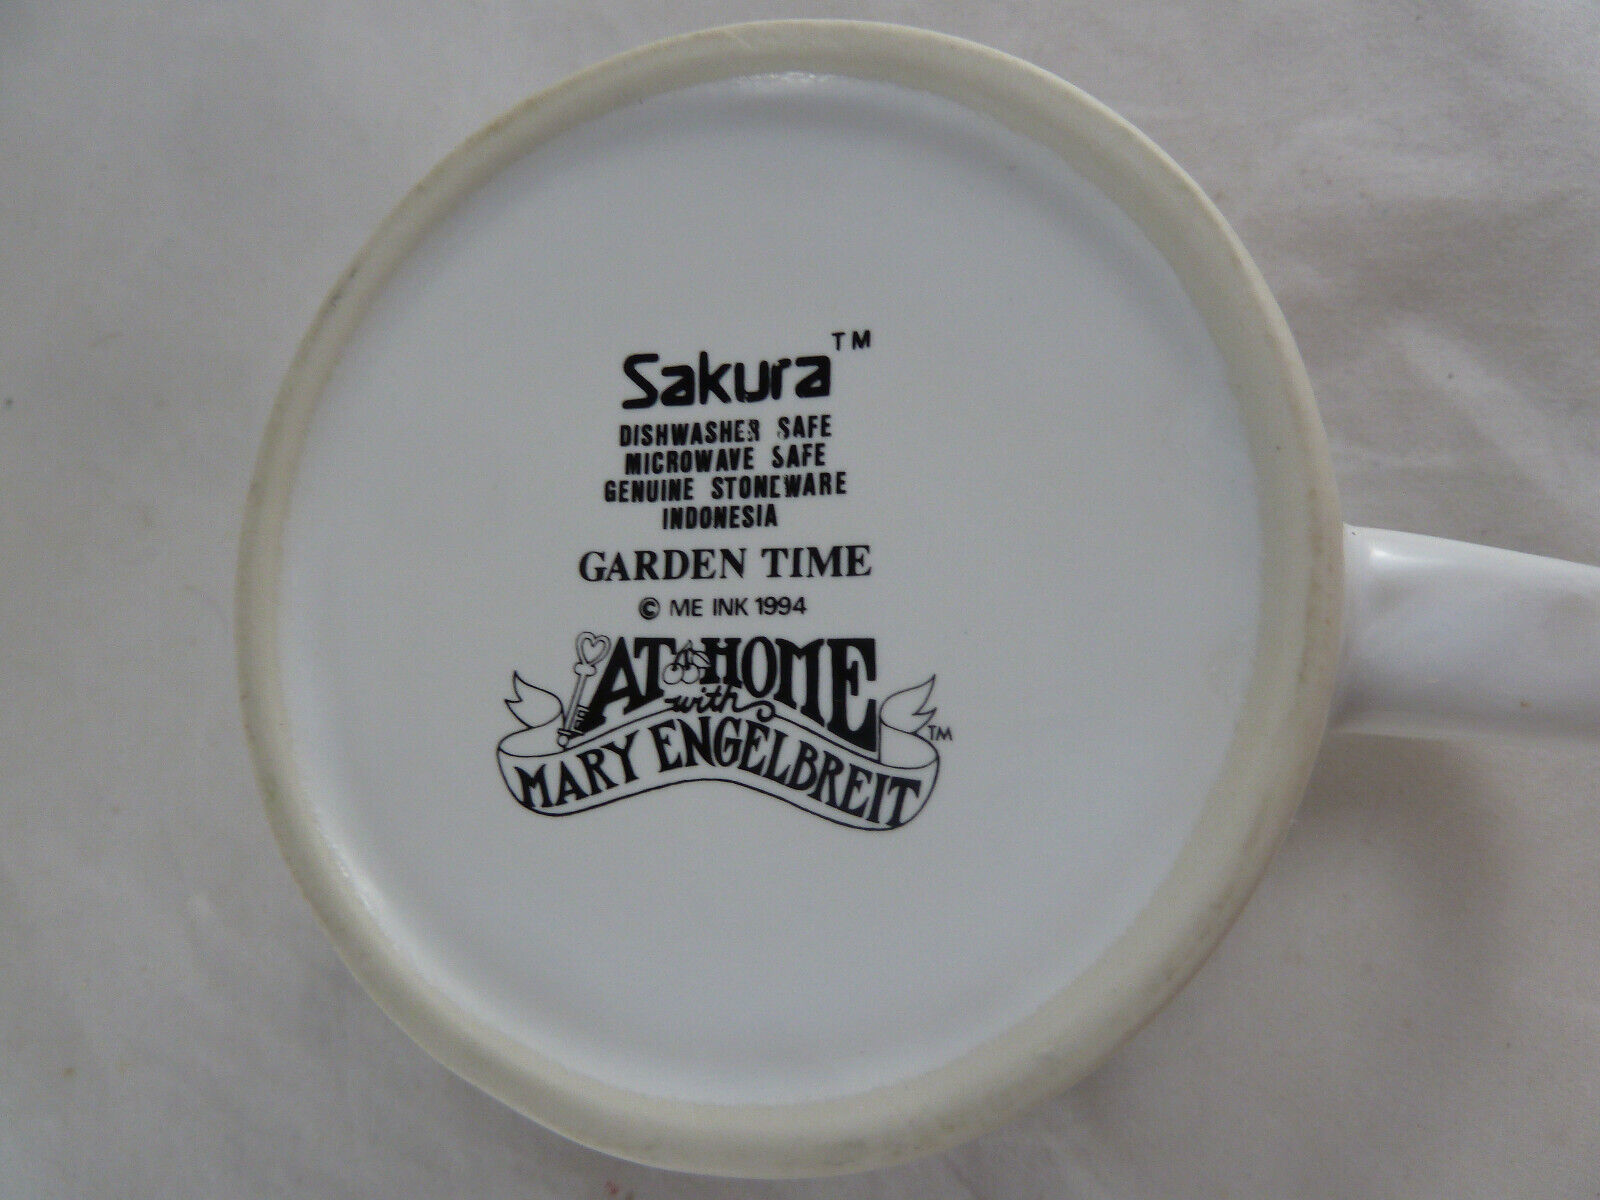 Sakura™
DISHWASHER SAFE
MICROWAVE SAFE
GENUINE STONEWARE
INDONESIA
GARDEN TIME
© ME INK 1994
AT HOME
with
MARY ENGELBREIT™